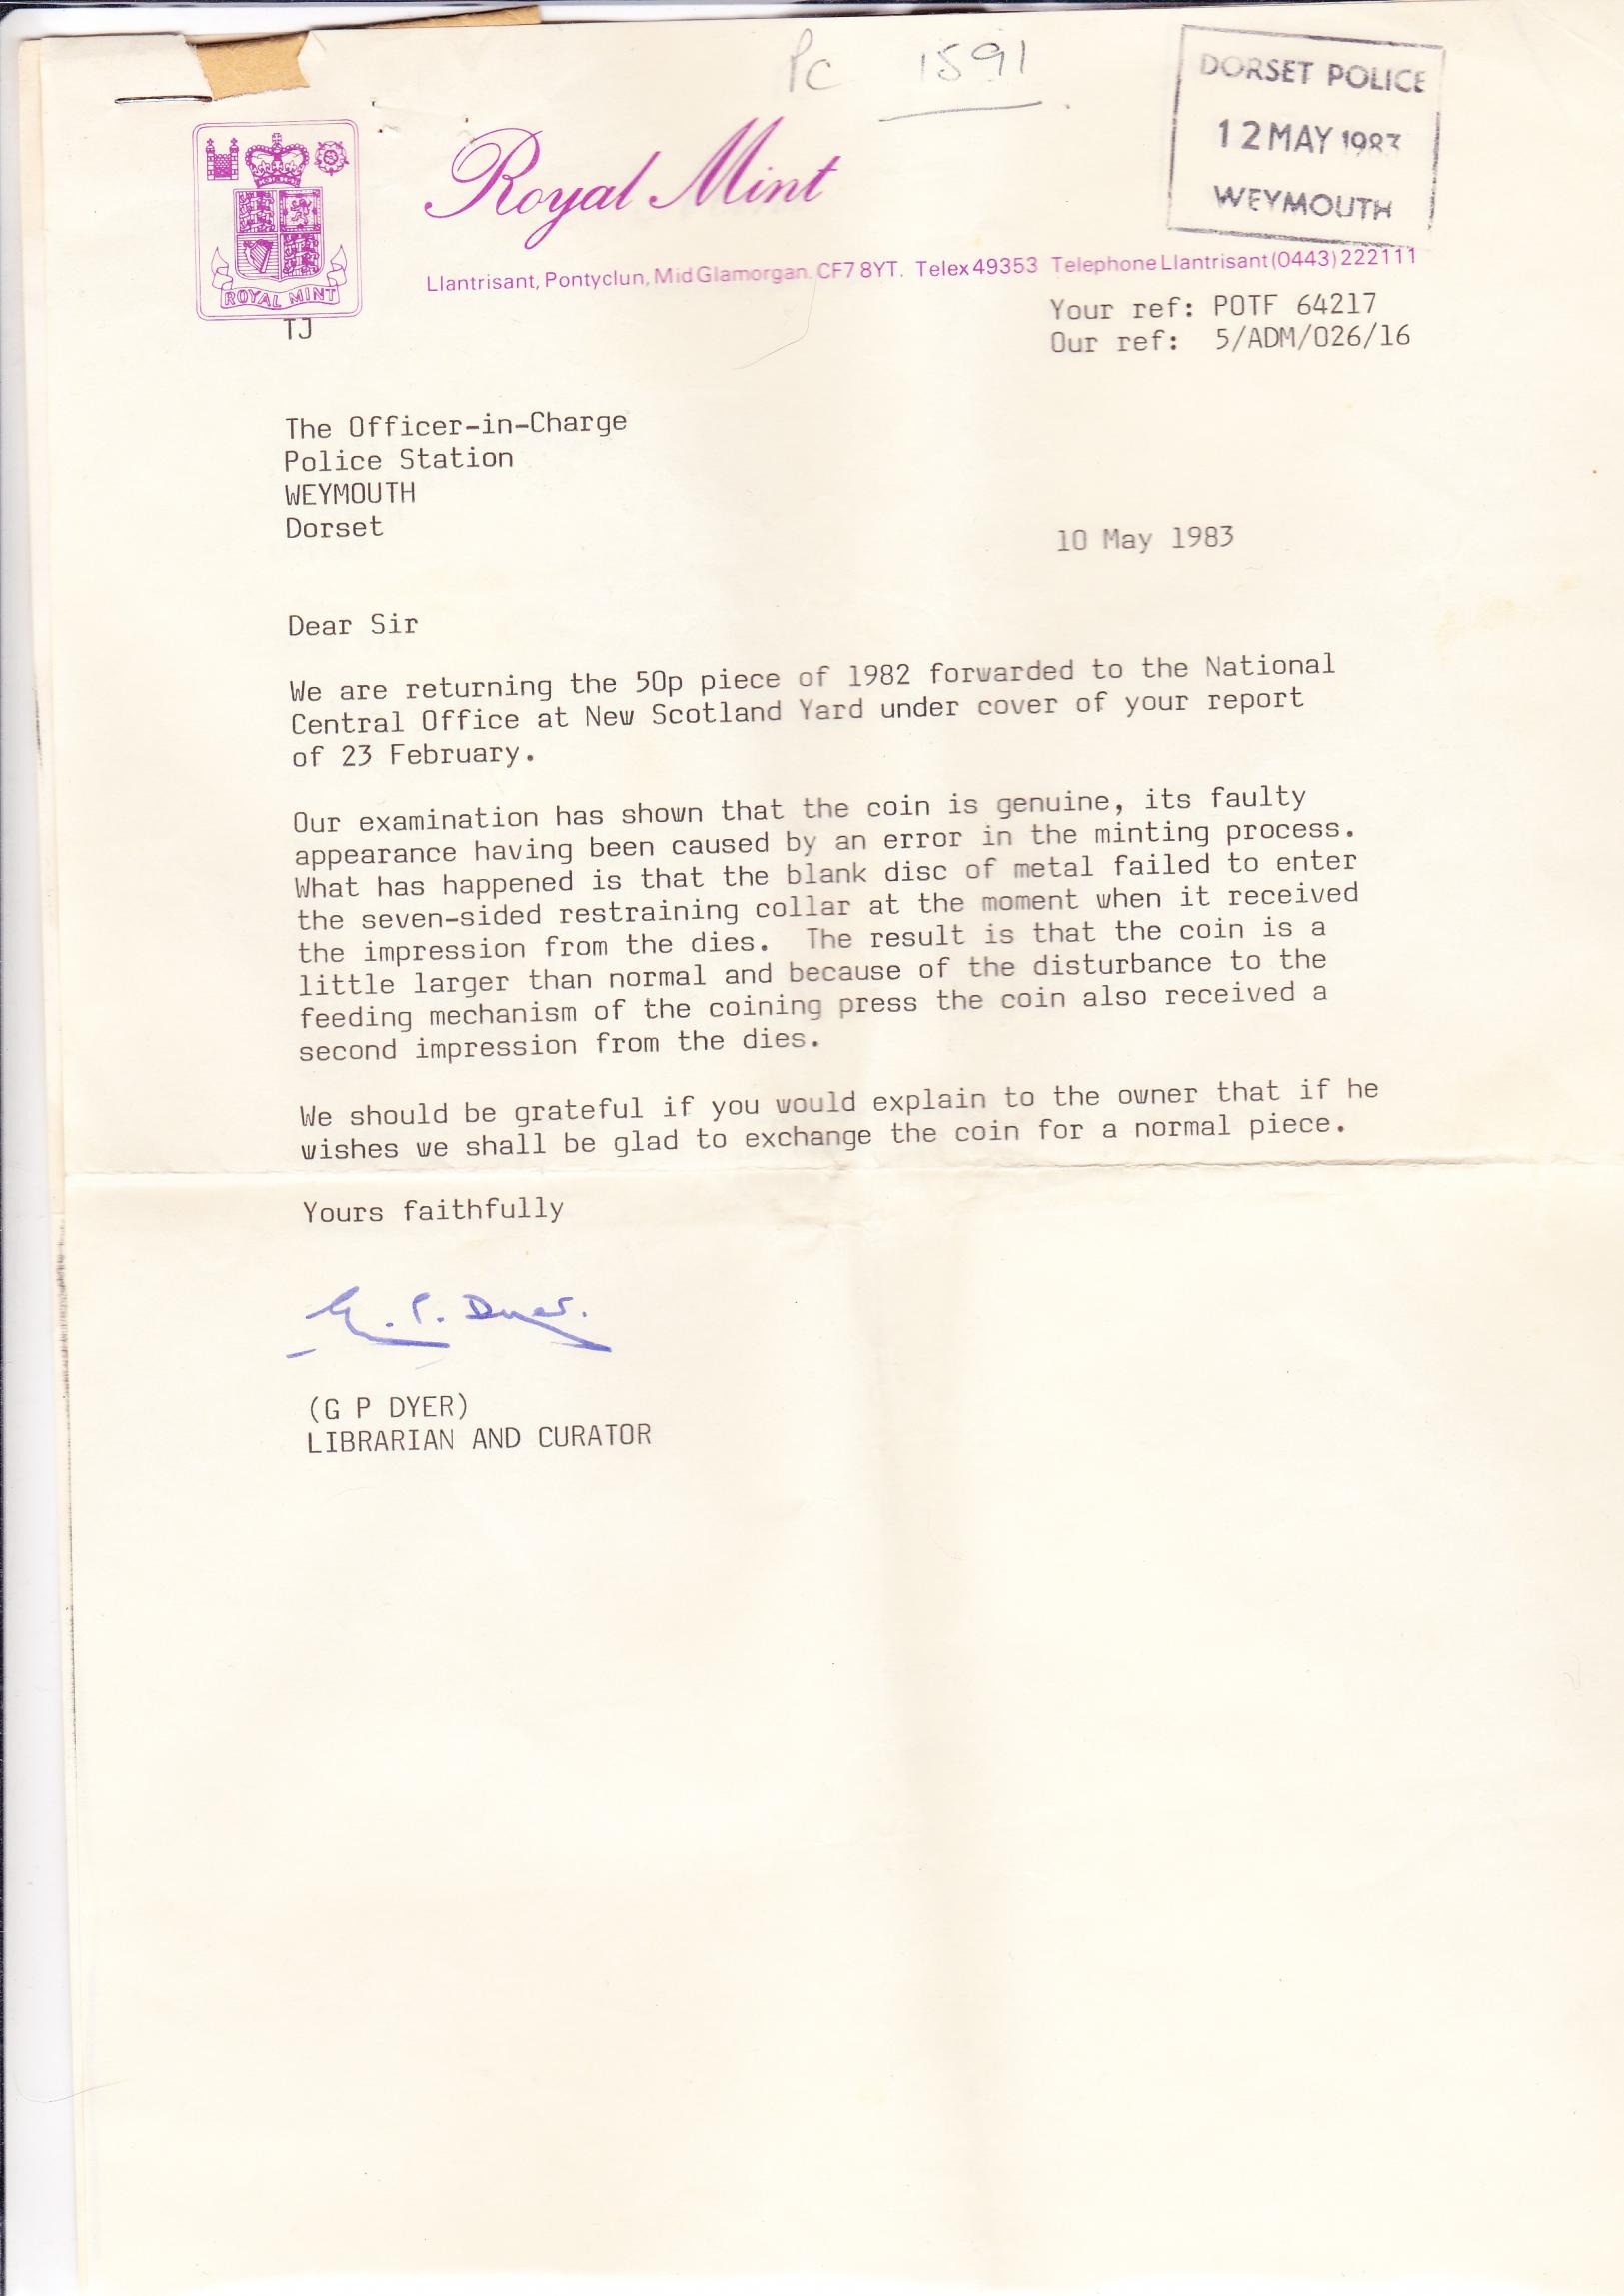 Pc 1591
DORSET POLICE
12 MAY 1983
WEYMOUTH
ROYAL MINT
Royal Mint
Llantrisant, Pontyclun, Mid Glamorgan. CF7 8YT. Telex 49353 Telephone Llantrisant (0443) 222111
TJ
Your ref: POTF 64217
Our ref: 5/ADM/026/16
The Officer-in-Charge
Police Station
WEYMOUTH
Dorset
10 May 1983
Dear Sir
We are returning the 50p piece of 1982 forwarded to the National
Central Office at New Scotland Yard under cover of your report
of 23 February.
Our examination has shown that the coin is genuine, its faulty
appearance having been caused by an error in the minting process.
What has happened is that the blank disc of metal failed to enter
the seven-sided restraining collar at the moment when it received
the impression from the dies. The result is that the coin is a
little larger than normal and because of the disturbance to the
feeding mechanism of the coining press the coin also received a
second impression from the dies.
We should be grateful if you would explain to the owner that if he
wishes we shall be glad to exchange the coin for a normal piece.
Yours faithfully
G. P. Dyer.
(G P DYER)
LIBRARIAN AND CURATOR